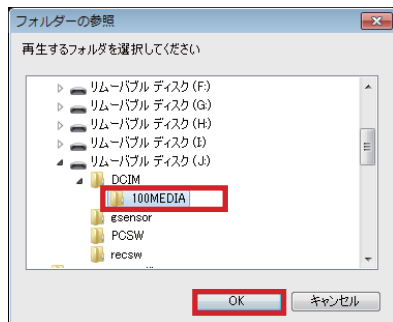 フォルダーの参照
再生するフォルダを選択してください
リムーバブル ディスク (F:)
リムーバブル ディスク (G:)
リムーバブル ディスク (H:)
リムーバブル ディスク (I:)
リムーバブル ディスク (J:)
DCIM
100MEDIA
gsensor
PCSW
recsw
OK キャンセル